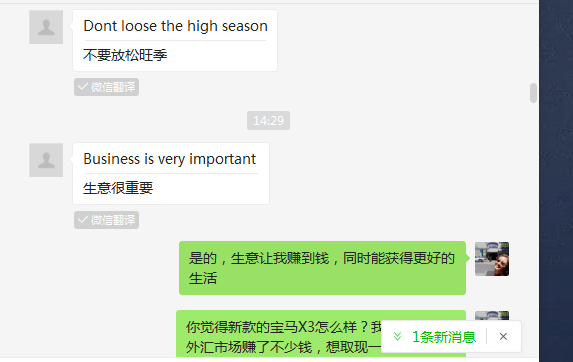 Dont loose the high season
不要放松旺季
微信翻译
14:29
Business is very important
生意很重要
微信翻译
是的，生意让我赚到钱，同时能获得更好的
生活
你觉得新款的宝马X3怎么样？我
外汇市场赚了不少钱，想取现一
1条新消息